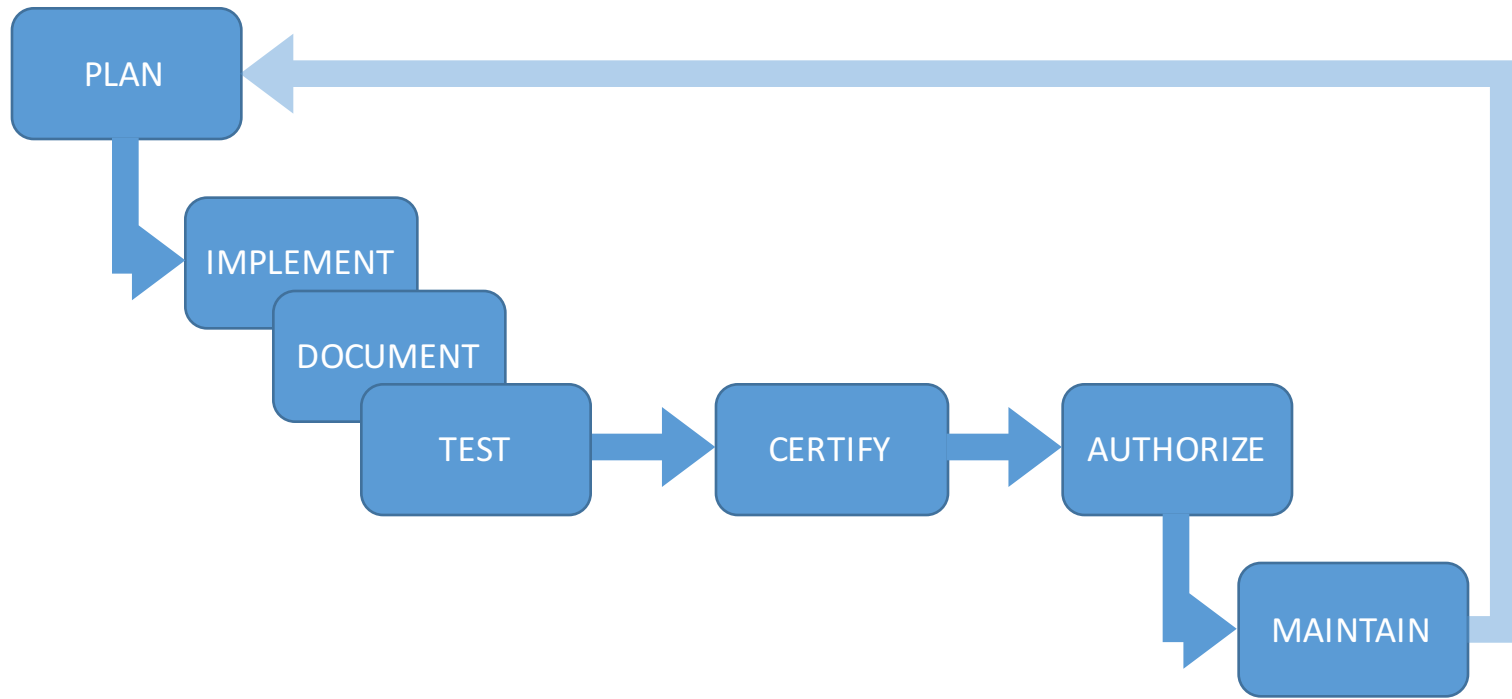 PLAN
IMPLEMENT
DOCUMENT
TEST
CERTIFY
AUTHORIZE
MAINTAIN